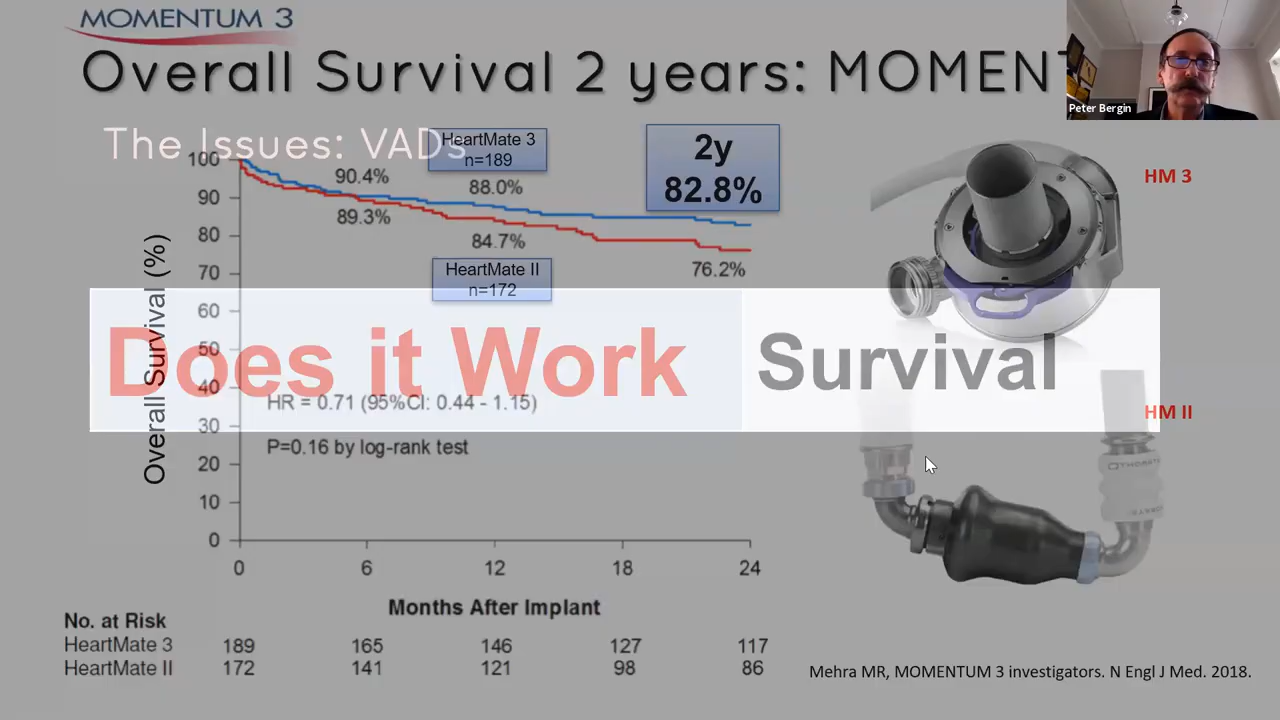 MOMENTUM 3
Overall Survival 2 years: MOMENT
Peter Bergin
The Issues: VADs
HeartMate 3
n=189
2y
82.8%
HM 3
100
90
80
70
60
50
40
30
20
10
0
Overall Survival (%)
90.4%
88.0%
89.3%
84.7%
76.2%
HeartMate II
n=172
Does it Work
Survival
HR = 0.71 (95%CI: 0.44 - 1.15)
P=0.16 by log-rank test
HM II
0 6 12 18 24
Months After Implant
No. at Risk
HeartMate 3 189 165 146 127 117
HeartMate II 172 141 121 98 86
Mehra MR, MOMENTUM 3 investigators. N Engl J Med. 2018.